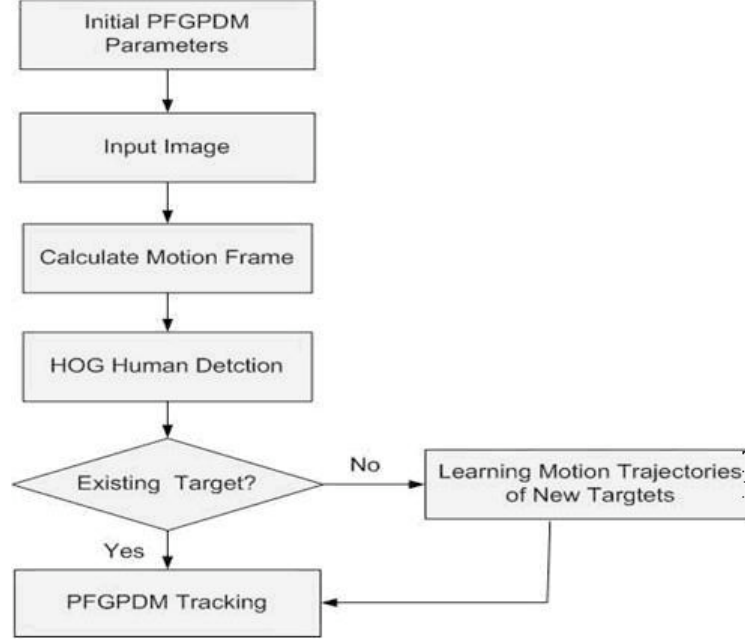 Initial PFGPDM
Parameters
Input Image
Calculate Motion Frame
HOG Human Detction
Existing Target?
No
Learning Motion Trajectories
of New Targtets
Yes
PFGPDM Tracking